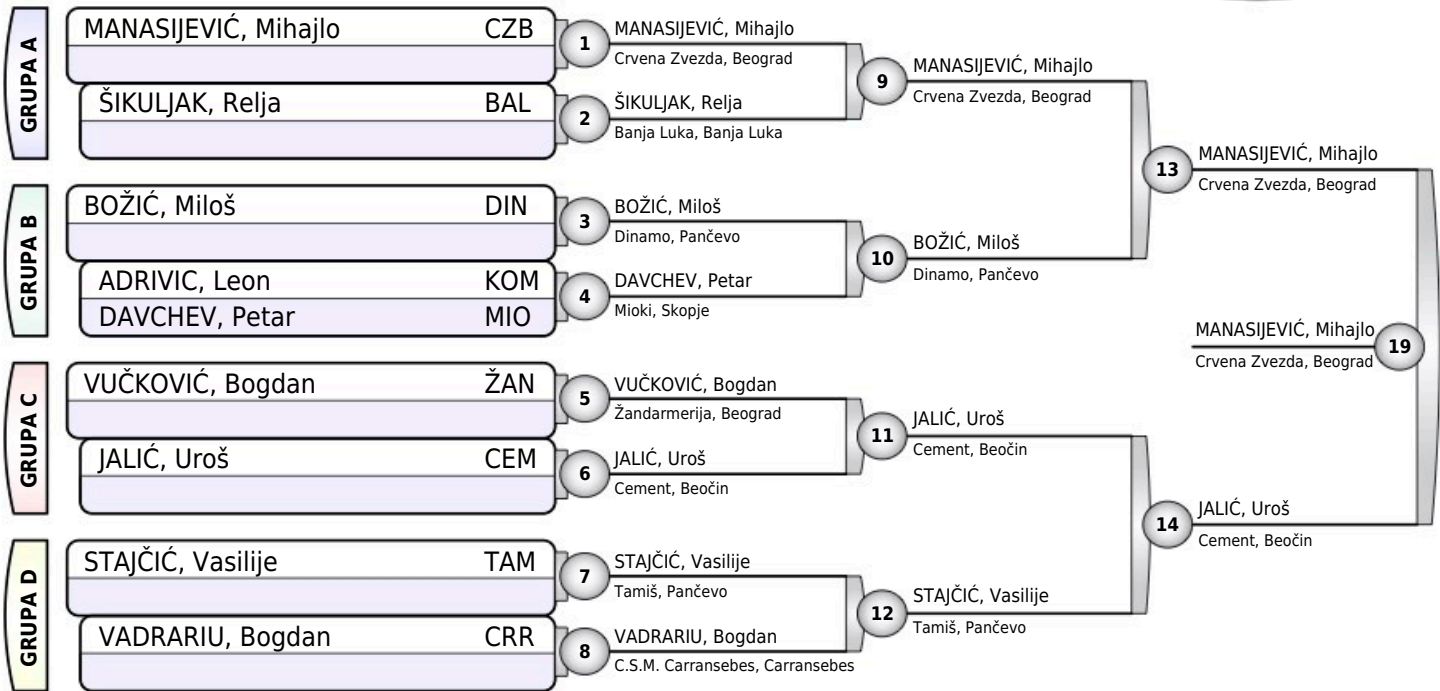 GRUPA A
MANASIJEVIĆ, Mihajlo CZB
ŠIKULJAK, Relja BAL
GRUPA B
BOŽIĆ, Miloš DIN
ADRIVIC, Leon KOM
DAVCHEV, Petar MIO
GRUPA C
VUČKOVIĆ, Bogdan ŽAN
JALIĆ, Uroš CEM
GRUPA D
STAJČIĆ, Vasilije TAM
VADRARIU, Bogdan CRR
1
MANASIJEVIĆ, Mihajlo
Crvena Zvezda, Beograd
2
ŠIKULJAK, Relja
Banja Luka, Banja Luka
3
BOŽIĆ, Miloš
Dinamo, Pančevo
4
DAVCHEV, Petar
Mioki, Skopje
5
VUČKOVIĆ, Bogdan
Žandarmerija, Beograd
6
JALIĆ, Uroš
Cement, Beočin
7
STAJČIĆ, Vasilije
Tamiš, Pančevo
8
VADRARIU, Bogdan
C.S.M. Carransebes, Carransebes
9
MANASIJEVIĆ, Mihajlo
Crvena Zvezda, Beograd
10
BOŽIĆ, Miloš
Dinamo, Pančevo
11
JALIĆ, Uroš
Cement, Beočin
12
STAJČIĆ, Vasilije
Tamiš, Pančevo
13
MANASIJEVIĆ, Mihajlo
Crvena Zvezda, Beograd
14
JALIĆ, Uroš
Cement, Beočin
MANASIJEVIĆ, Mihajlo
Crvena Zvezda, Beograd
19